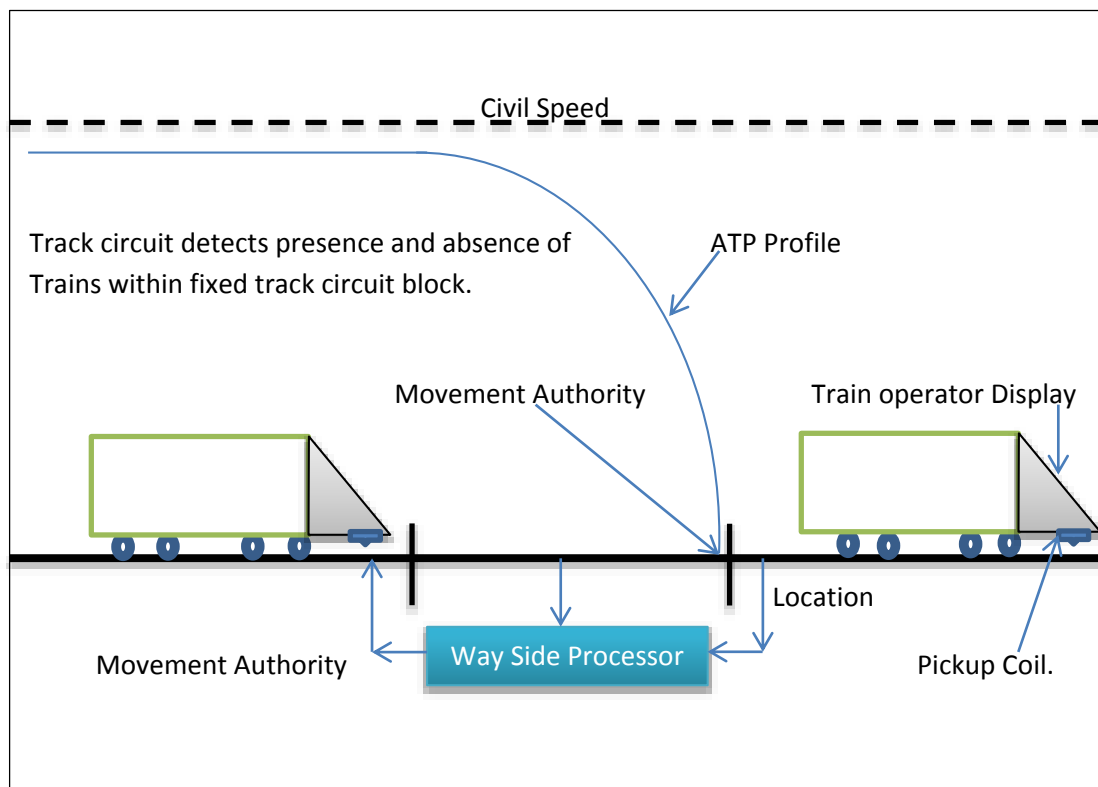 Civil Speed
Track circuit detects presence and absence of
Trains within fixed track circuit block.
ATP Profile
Movement Authority
Train operator Display
Location
Way Side Processor
Movement Authority
Pickup Coil.